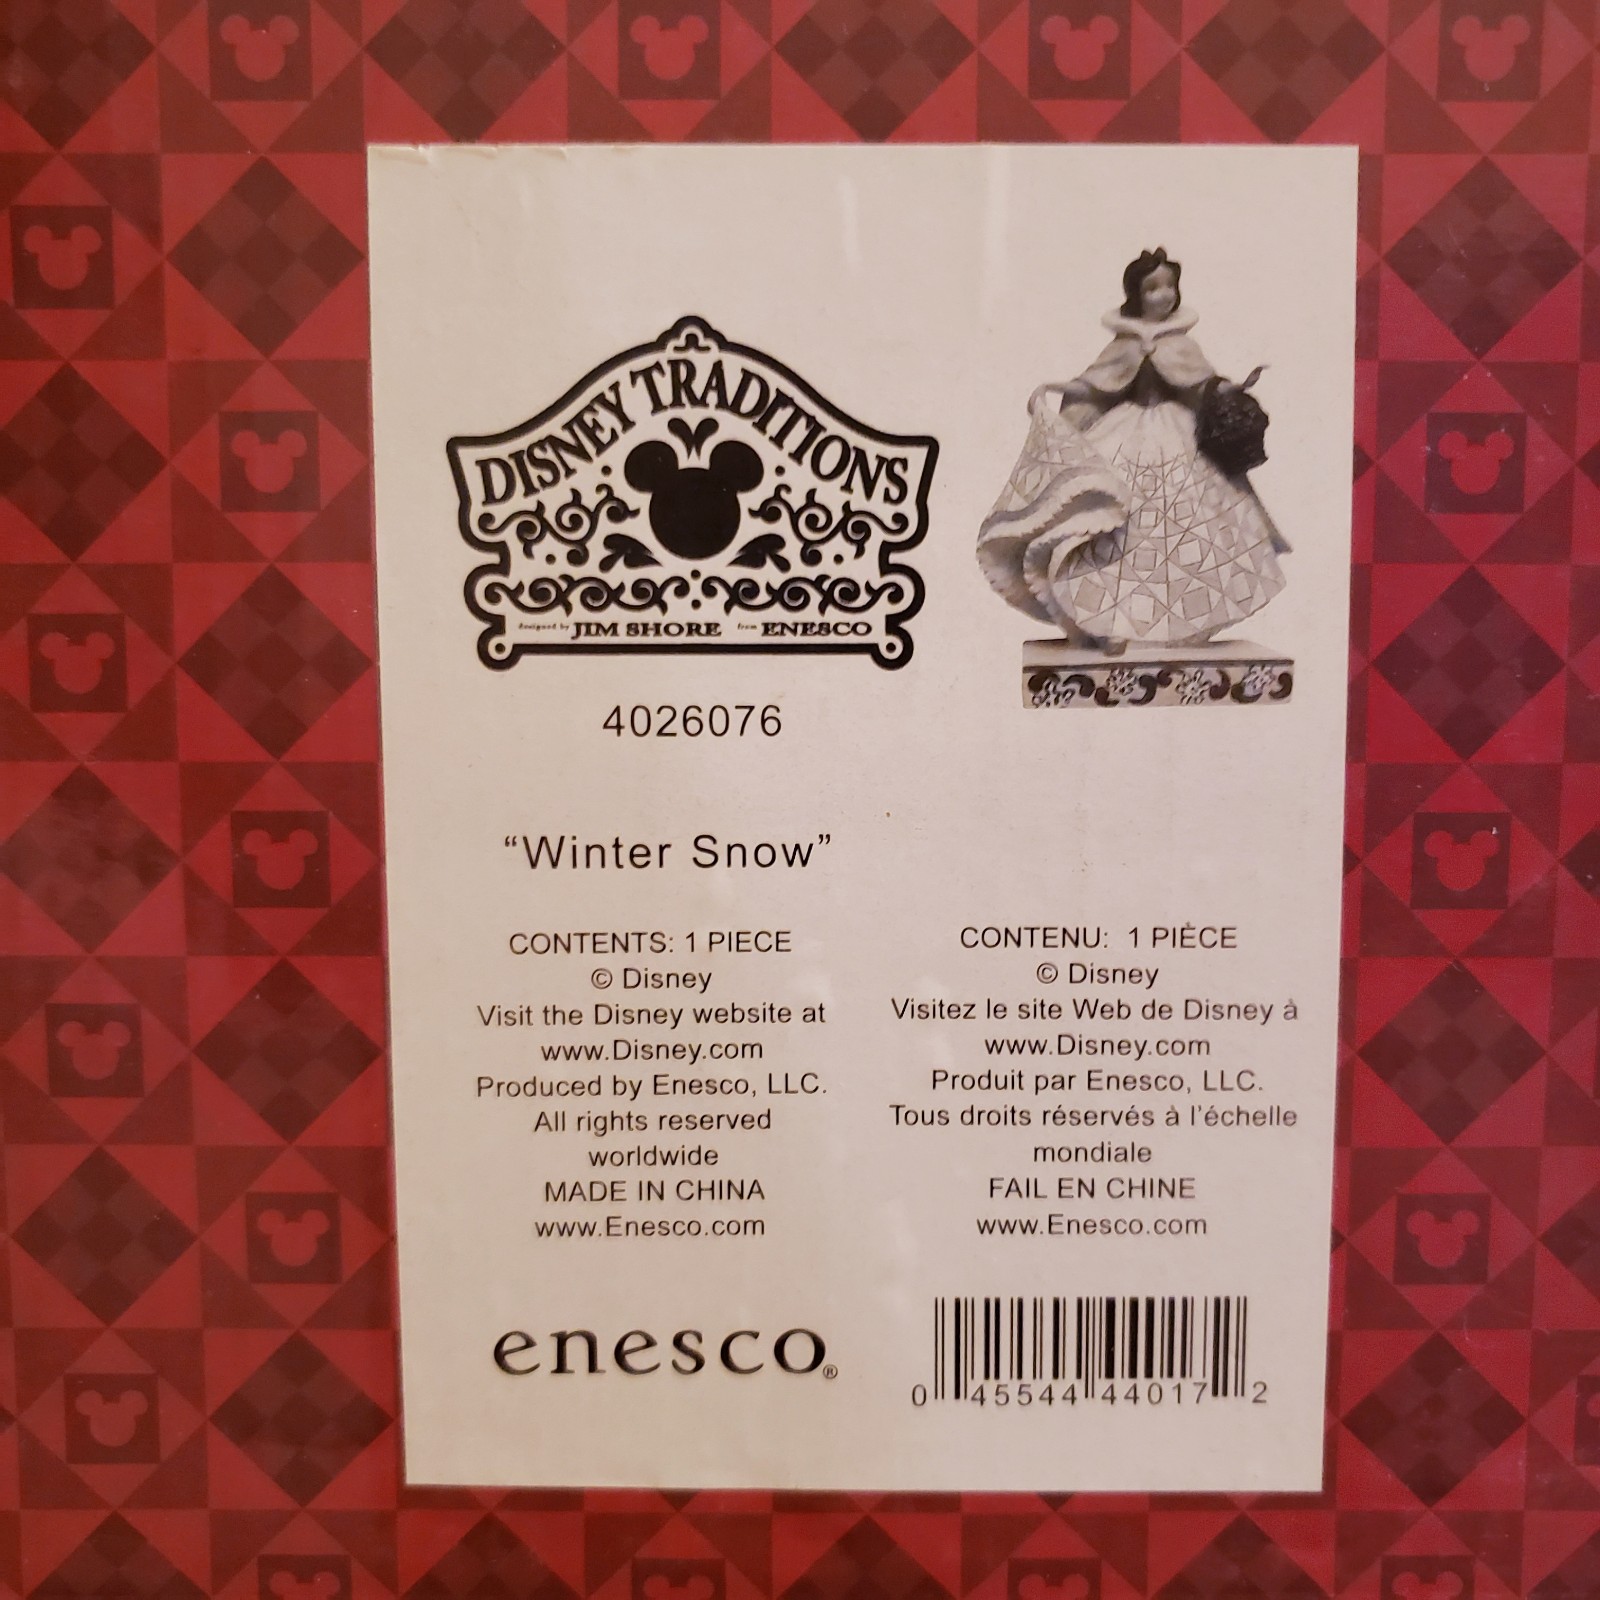 DISNEY TRADITIONS
designed by JIM SHORE from ENESCO
4026076
“Winter Snow”
CONTENTS: 1 PIECE
© Disney
Visit the Disney website at
www.Disney.com
Produced by Enesco, LLC.
All rights reserved
worldwide
MADE IN CHINA
www.Enesco.com
CONTENU: 1 PIÈCE
© Disney
Visitez le site Web de Disney à
www.Disney.com
Produit par Enesco, LLC.
Tous droits réservés à l'échelle
mondiale
FAIL EN CHINE
www.Enesco.com
enesco®
0 45544 44017 2